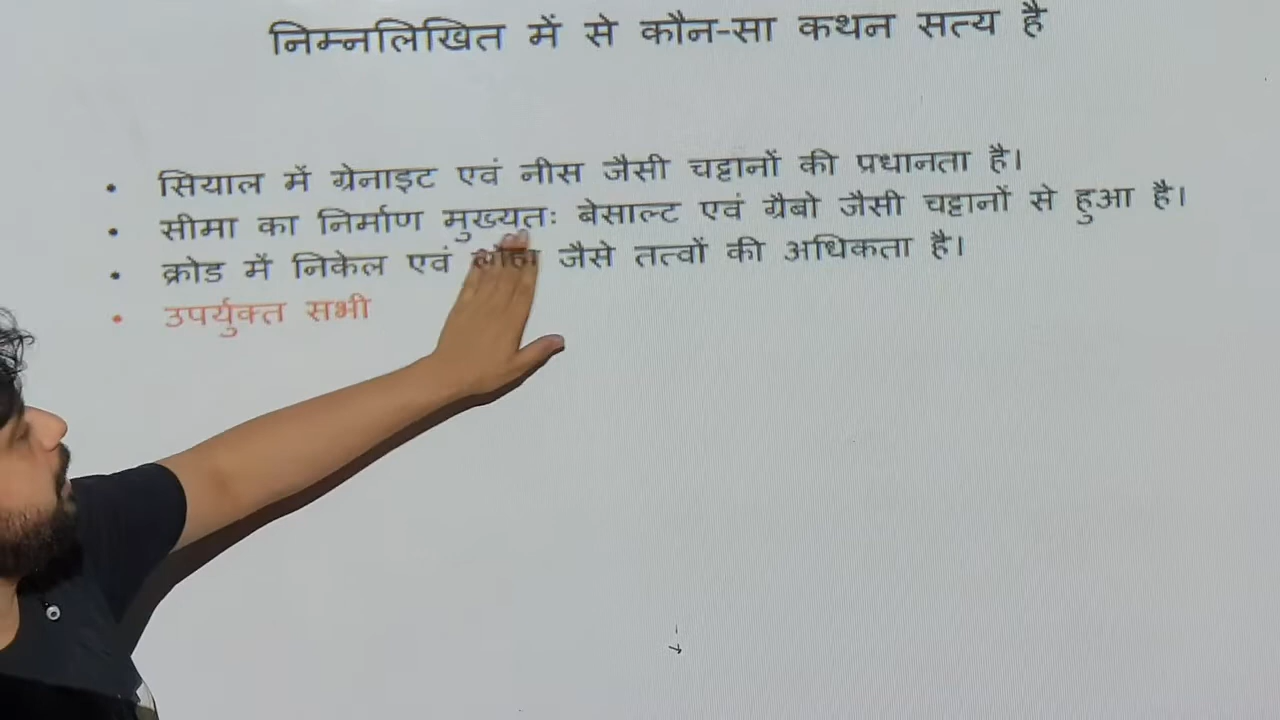 निम्नलिखित में से कौन-सा कथन सत्य है
• सियाल में ग्रेनाइट एवं नीस जैसी चट्टानों की प्रधानता है।
• सीमा का निर्माण मुख्यतः बेसाल्ट एवं ग्रैबो जैसी चट्टानों से हुआ है।
• क्रोड में निकेल एवं लोहा जैसे तत्वों की अधिकता है।
• उपर्युक्त सभी